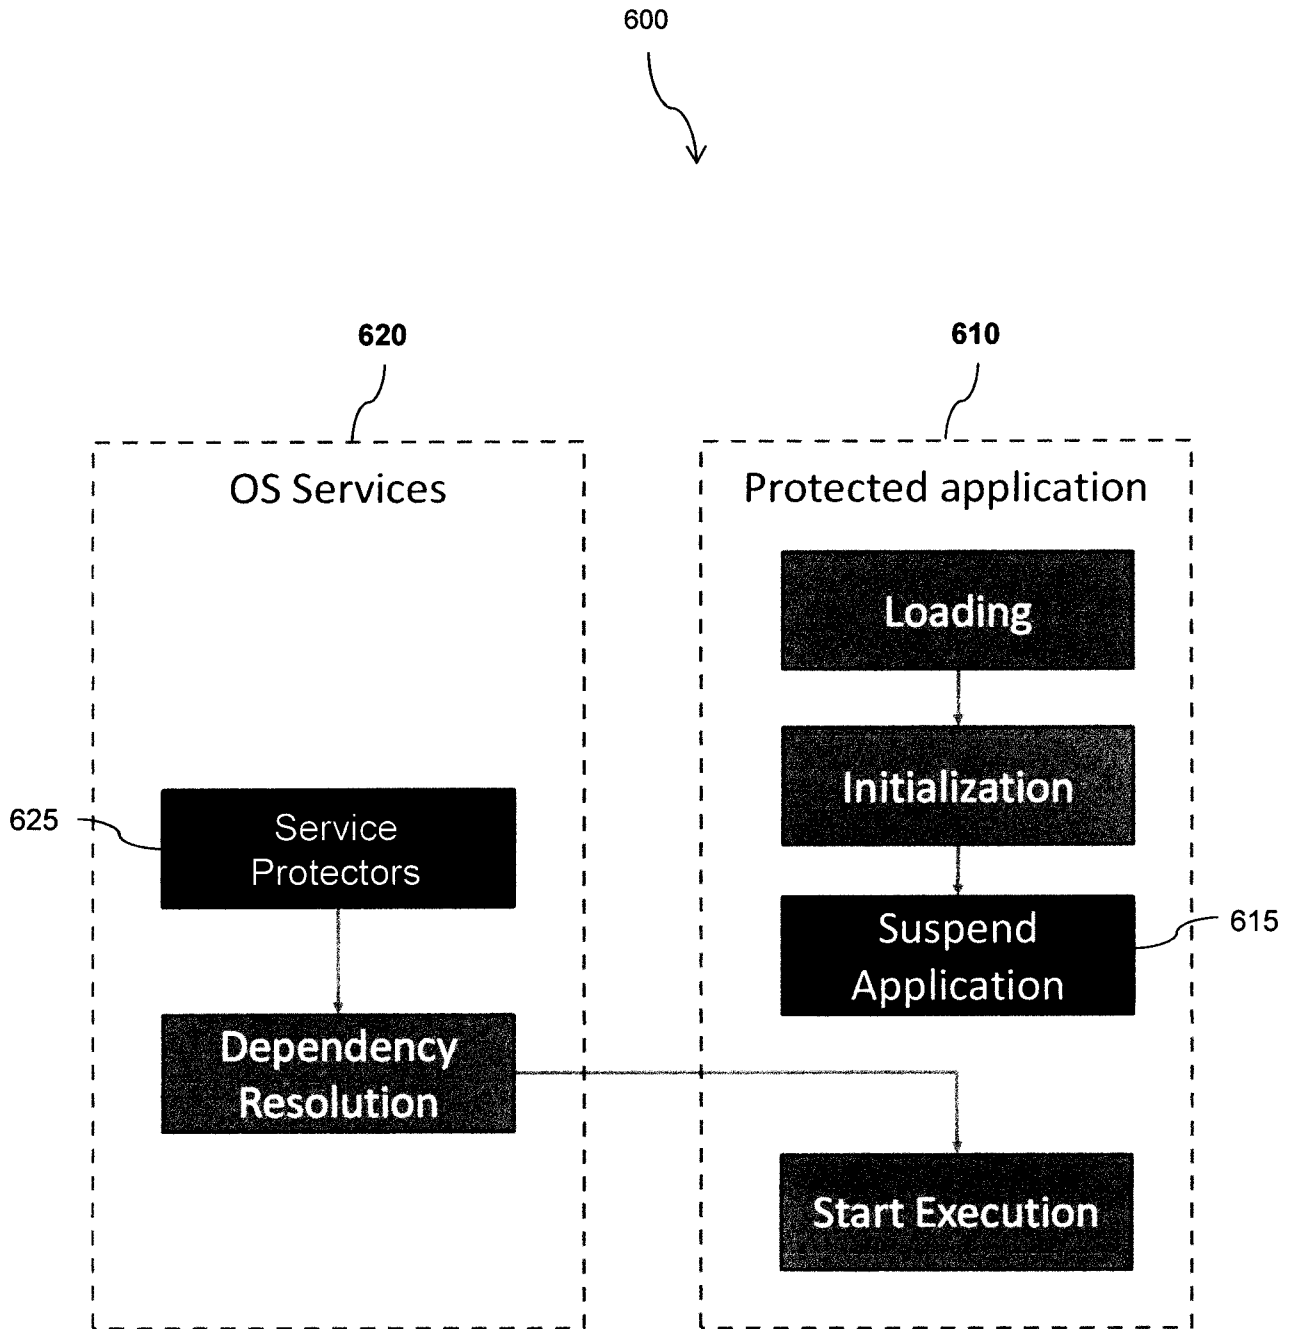 600
620
610
OS Services
Protected application
Loading
Initialization
625
Service
Protectors
Suspend
Application
615
Dependency
Resolution
Start Execution